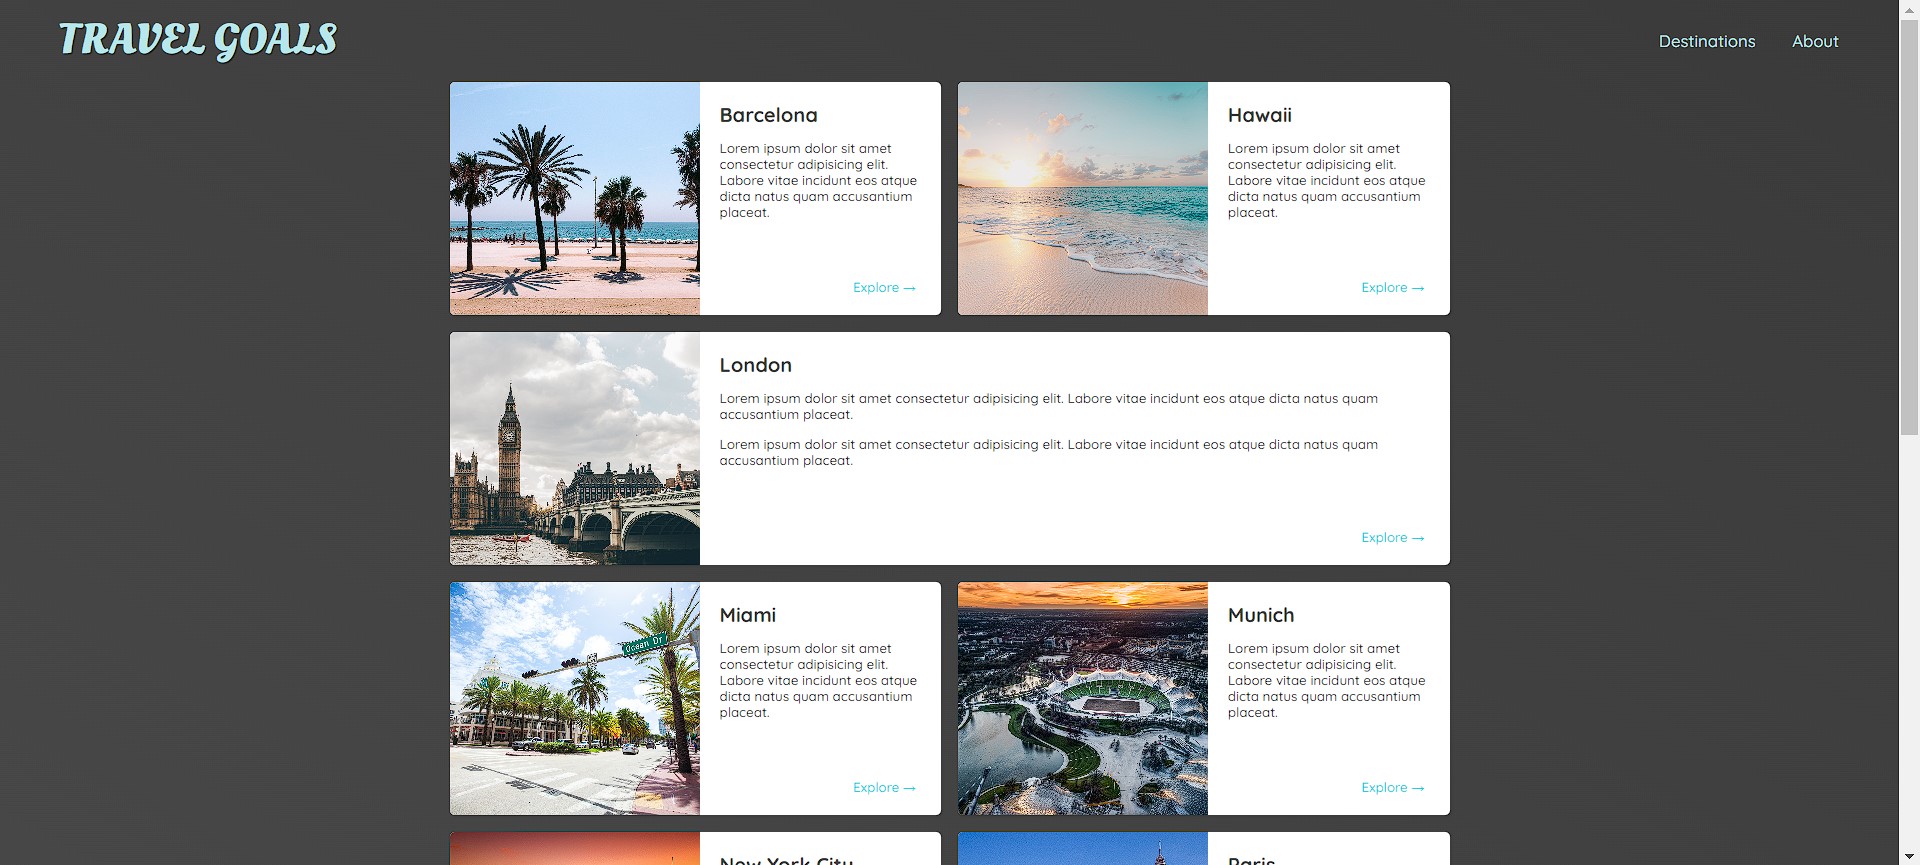 TRAVEL GOALS
Destinations
About
Barcelona
Lorem ipsum dolor sit amet
consectetur adipisicing elit.
Labore vitae incidunt eos atque
dicta natus quam accusantium
placeat.
Explore →
Hawaii
Lorem ipsum dolor sit amet
consectetur adipisicing elit.
Labore vitae incidunt eos atque
dicta natus quam accusantium
placeat.
Explore →
London
Lorem ipsum dolor sit amet consectetur adipisicing elit. Labore vitae incidunt eos atque dicta natus quam
accusantium placeat.
Lorem ipsum dolor sit amet consectetur adipisicing elit. Labore vitae incidunt eos atque dicta natus quam
accusantium placeat.
Explore →
Ocean Dr
Miami
Lorem ipsum dolor sit amet
consectetur adipisicing elit.
Labore vitae incidunt eos atque
dicta natus quam accusantium
placeat.
Explore →
Munich
Lorem ipsum dolor sit amet
consectetur adipisicing elit.
Labore vitae incidunt eos atque
dicta natus quam accusantium
placeat.
Explore →
New York City
Paris